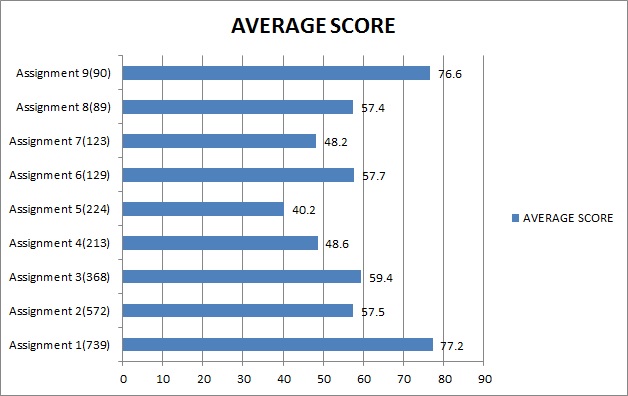 AVERAGE SCORE
Assignment 9(90) 76.6
Assignment 8(89) 57.4
Assignment 7(123) 48.2
Assignment 6(129) 57.7
Assignment 5(224) 40.2
Assignment 4(213) 48.6
Assignment 3(368) 59.4
Assignment 2(572) 57.5
Assignment 1(739) 77.2
0 10 20 30 40 50 60 70 80 90
AVERAGE SCORE